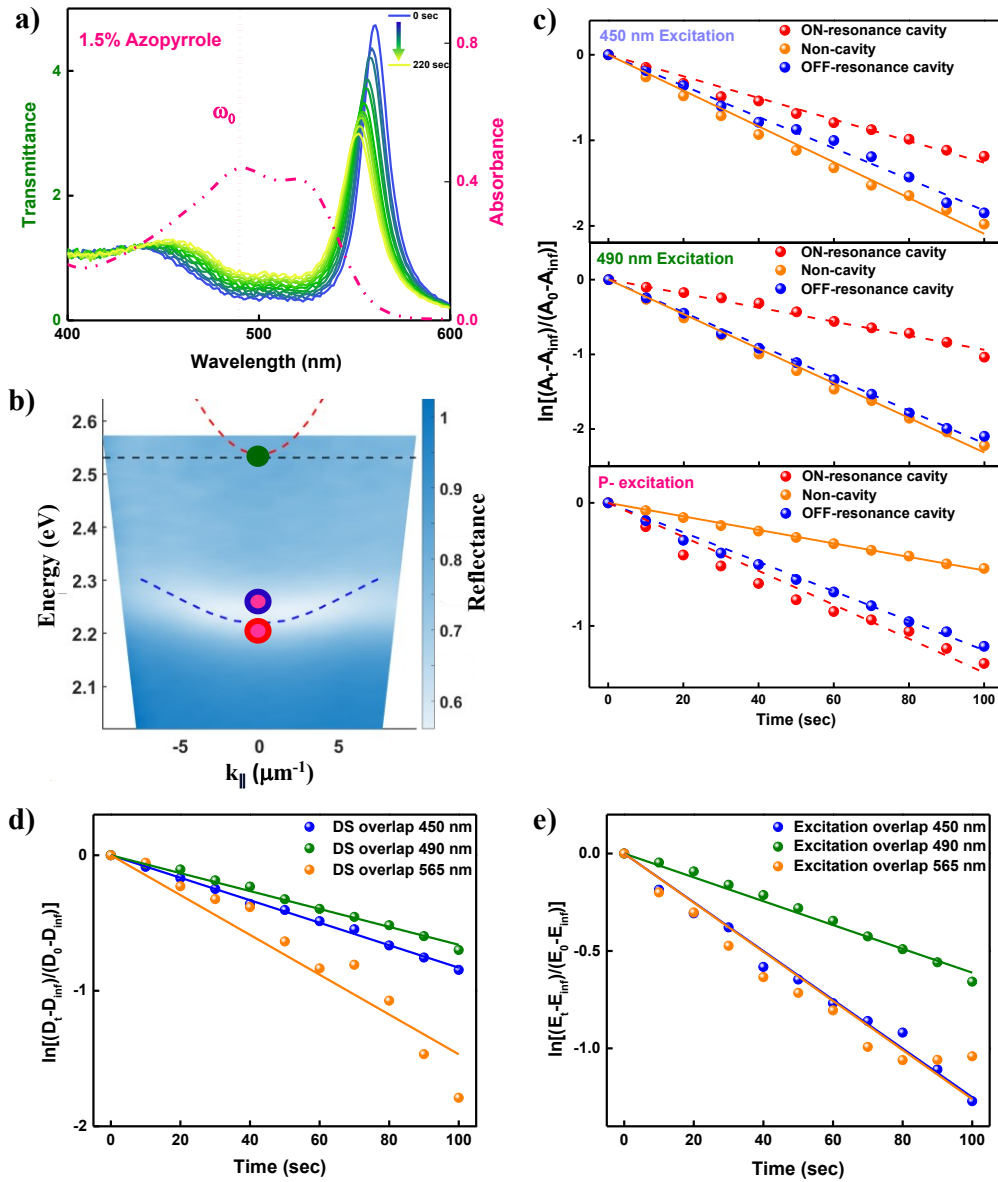 a)
1.5% Azopyrrole
0 sec
220 sec
ω₀
4
2
0
Transmittance
0.8
0.4
0.0
Absorbance
400
500
600
Wavelength (nm)
b)
2.6
2.5
2.4
2.3
2.2
2.1
Energy (eV)
-5
0
5
k∥ (μm⁻¹)
1
0.9
0.8
0.7
0.6
Reflectance
c)
450 nm Excitation
ON-resonance cavity
Non-cavity
OFF-resonance cavity
0
-1
-2
490 nm Excitation
ON-resonance cavity
Non-cavity
OFF-resonance cavity
0
-1
-2
ln[(Aₜ-A_inf)/(A₀-A_inf)]
P- excitation
ON-resonance cavity
Non-cavity
OFF-resonance cavity
0
-1
0
20
40
60
80
100
Time (sec)
d)
DS overlap 450 nm
DS overlap 490 nm
DS overlap 565 nm
0
-1
-2
ln[(Dₜ-D_inf)/(D₀-D_inf)]
0
20
40
60
80
100
Time (sec)
e)
Excitation overlap 450 nm
Excitation overlap 490 nm
Excitation overlap 565 nm
0.0
-0.5
-1.0
ln[(Eₜ-E_inf)/(E₀-E_inf)]
0
20
40
60
80
100
Time (sec)